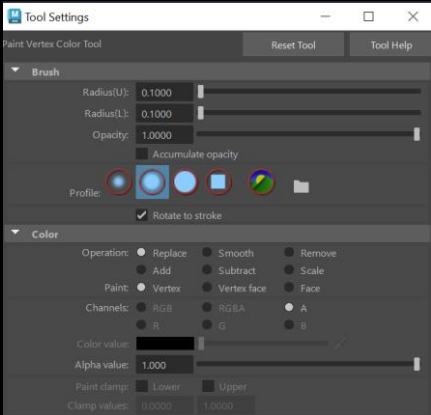 Tool Settings
Paint Vertex Color Tool Reset Tool Tool Help
Brush
Radius(U): 0.1000
Radius(L): 0.1000
Opacity: 1.0000
Accumulate opacity
Profile:
Rotate to stroke
Color
Operation: Replace Smooth Remove
Add Subtract Scale
Paint: Vertex Vertex face Face
Channels: RGB RGBA A
R G B
Color value:
Alpha value: 1.000
Paint clamp: Lower Upper
Clamp values: 0.0000 1.0000